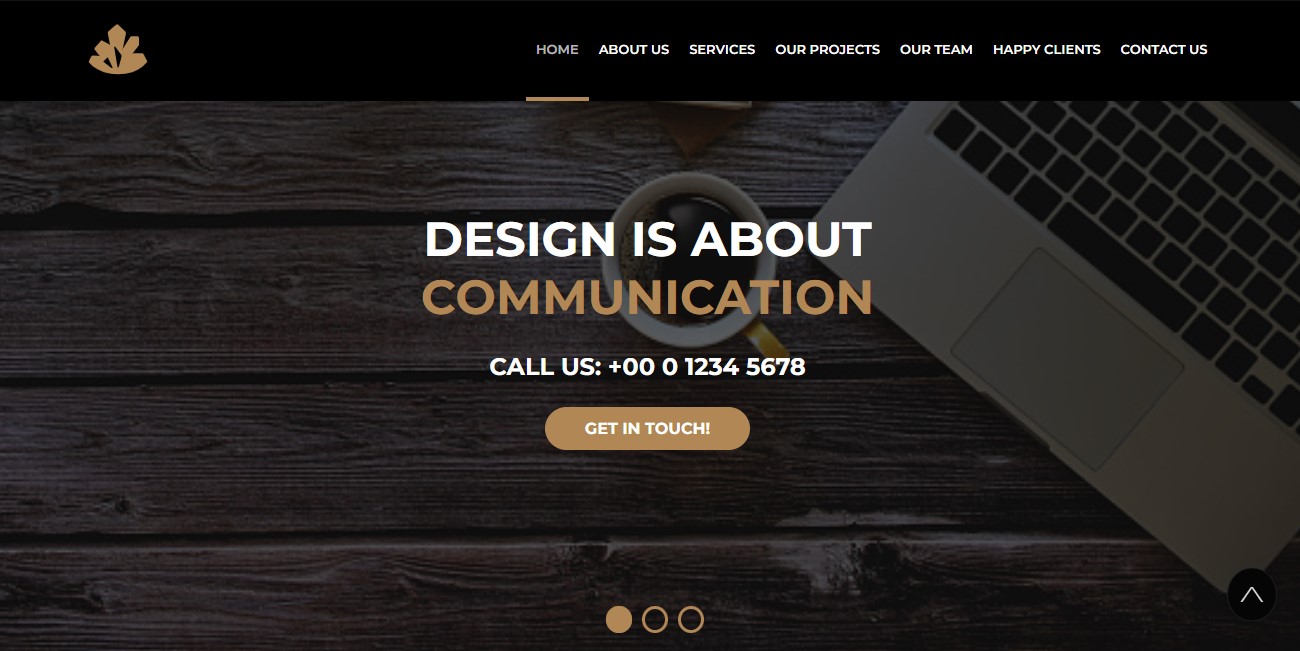 HOME ABOUT US SERVICES OUR PROJECTS OUR TEAM HAPPY CLIENTS CONTACT US
DESIGN IS ABOUT
COMMUNICATION
CALL US: +00 0 1234 5678
GET IN TOUCH!